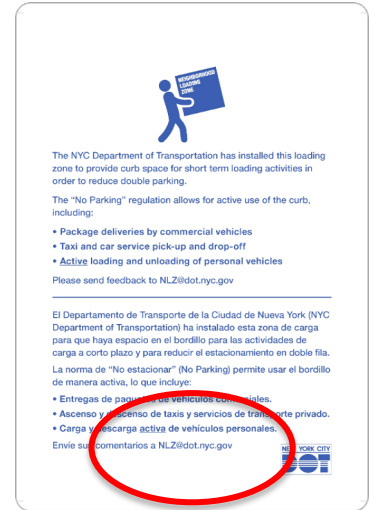 NEIGHBORHOOD
LOADING
ZONE
The NYC Department of Transportation has installed this loading
zone to provide curb space for short term loading activities in
order to reduce double parking.
The “No Parking” regulation allows for active use of the curb,
including:
• Package deliveries by commercial vehicles
• Taxi and car service pick-up and drop-off
• Active loading and unloading of personal vehicles
Please send feedback to NLZ@dot.nyc.gov
El Departamento de Transporte de la Ciudad de Nueva York (NYC
Department of Transportation) ha instalado esta zona de carga
para que haya espacio en el bordillo para las actividades de
carga a corto plazo y para reducir el estacionamiento en doble fila.
La norma de “No estacionar” (No Parking) permite usar el bordillo
de manera activa, lo que incluye:
• Entregas de paquetes de vehículos comerciales.
• Ascenso y descenso de taxis y servicios de transporte privado.
• Carga y descarga activa de vehículos personales.
Envíe sus comentarios a NLZ@dot.nyc.gov
NEW YORK CITY
DOT